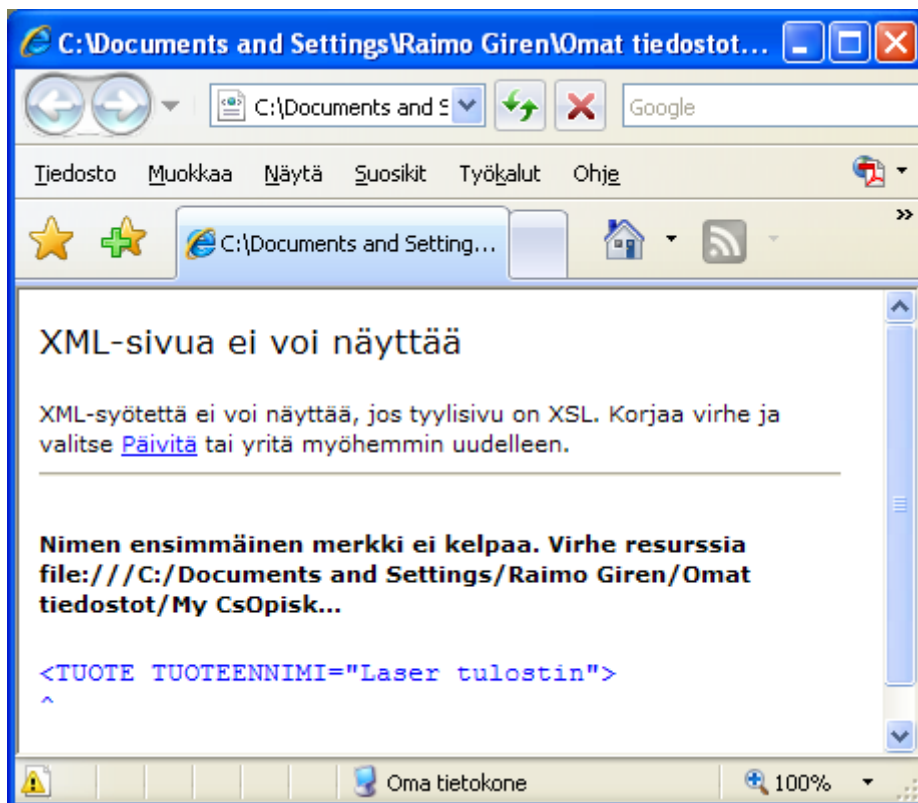 C:\Documents and Settings\Raimo Giren\Omat tiedostot...
C:\Documents and S
Google
Tiedosto Muokkaa Näytä Suosikit Työkalut Ohje
C:\Documents and Setting...
XML-sivua ei voi näyttää
XML-syötettä ei voi näyttää, jos tyylisivu on XSL. Korjaa virhe ja
valitse Päivitä tai yritä myöhemmin uudelleen.
Nimen ensimmäinen merkki ei kelpaa. Virhe resurssia
file:///C:/Documents and Settings/Raimo Giren/Omat
tiedostot/My CsOpisk...
<TUOTE TUOTEENNIMI="Laser tulostin">
^
Oma tietokone 100%